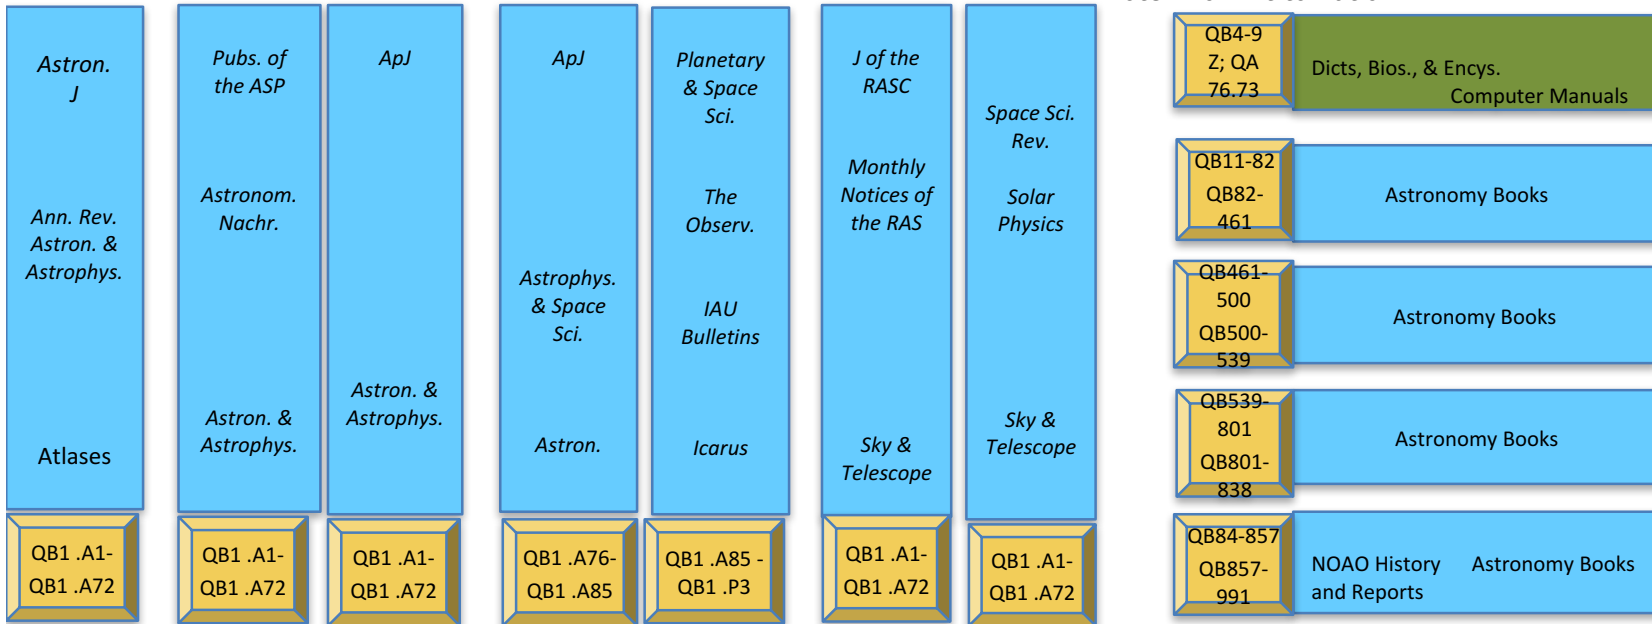 Astron.
J
Ann. Rev.
Astron. &
Astrophys.
Atlases
QB1 .A1-
QB1 .A72
Pubs. of
the ASP
Astronom.
Nachr.
Astron. &
Astrophys.
QB1 .A1-
QB1 .A72
ApJ
Astron. &
Astrophys.
QB1 .A1-
QB1 .A72
ApJ
Astrophys.
& Space
Sci.
Astron.
QB1 .A76-
QB1 .A85
Planetary
& Space
Sci.
The
Observ.
IAU
Bulletins
Icarus
QB1 .A85 -
QB1 .P3
J of the
RASC
Monthly
Notices of
the RAS
Sky &
Telescope
QB1 .A1-
QB1 .A72
Space Sci.
Rev.
Solar
Physics
Sky &
Telescope
QB1 .A1-
QB1 .A72
QB4-9
Z; QA
76.73
Dicts, Bios., & Encys.
Computer Manuals
QB11-82
QB82-
461
Astronomy Books
QB461-
500
QB500-
539
Astronomy Books
QB539-
801
QB801-
838
Astronomy Books
QB84-857
QB857-
991
NOAO History Astronomy Books
and Reports